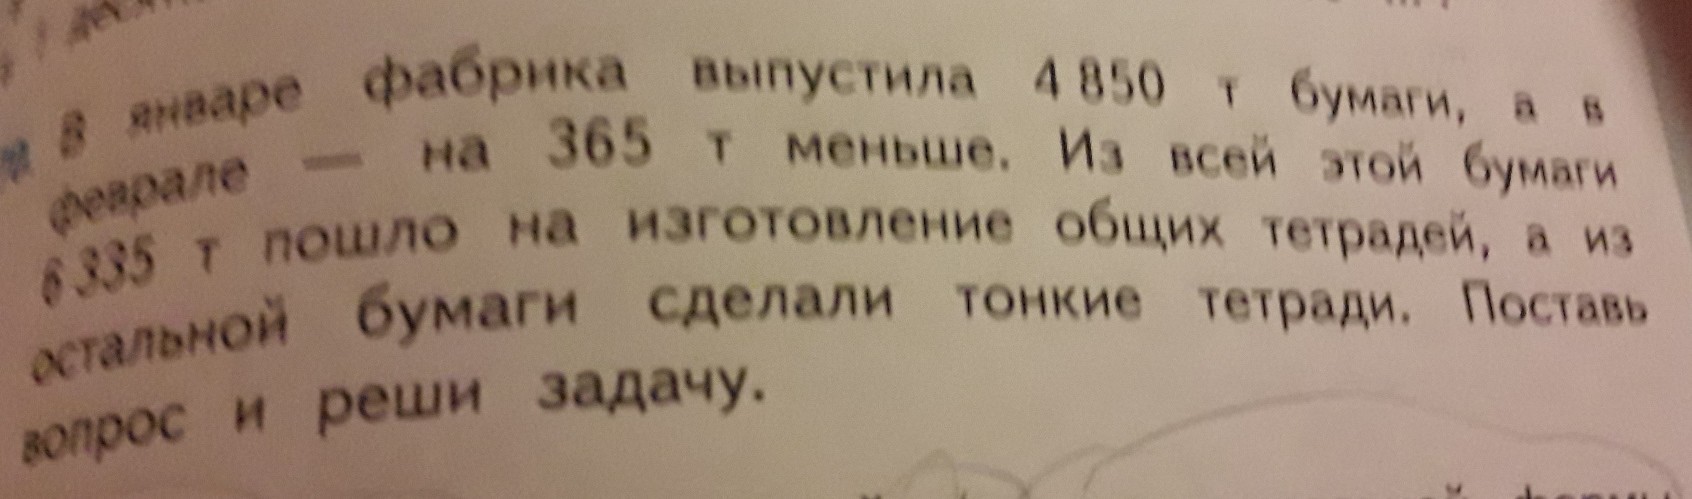 В январе фабрика выпустила 4 850 т бумаги, а в
феврале — на 365 т меньше. Из всей этой бумаги
6 335 т пошло на изготовление общих тетрадей, а из
остальной бумаги сделали тонкие тетради. Поставь
вопрос и реши задачу.